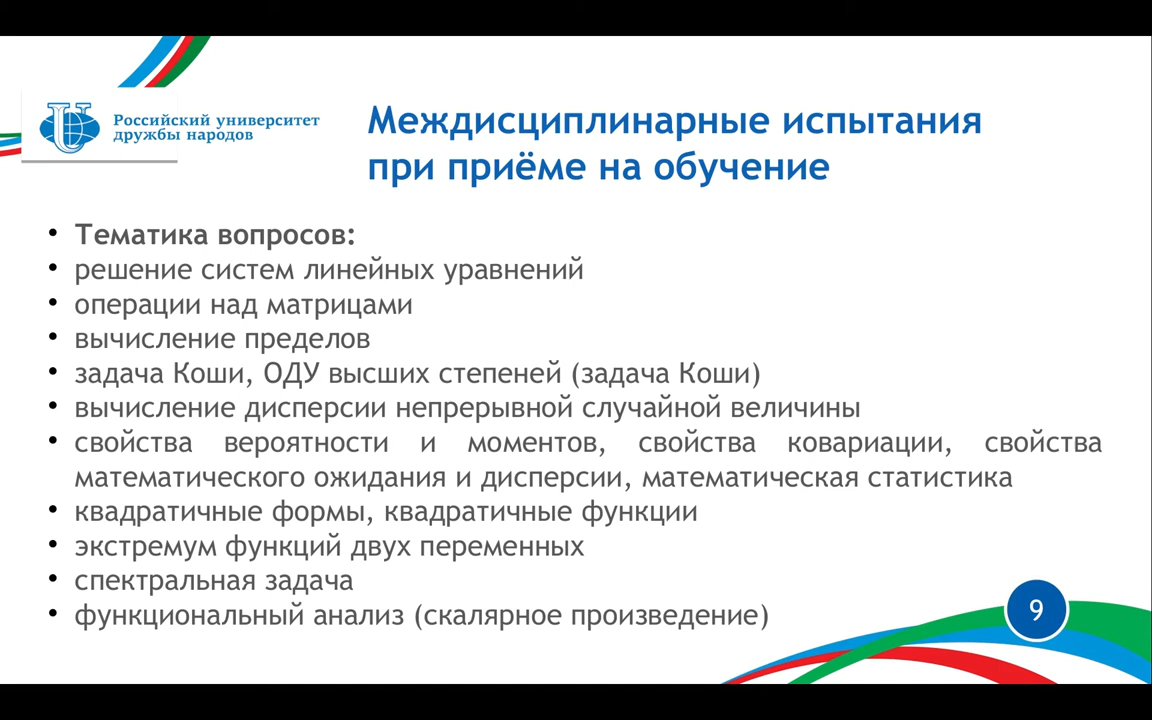 Российский университет
дружбы народов
Междисциплинарные испытания
при приёме на обучение
• Тематика вопросов:
• решение систем линейных уравнений
• операции над матрицами
• вычисление пределов
• задача Коши, ОДУ высших степеней (задача Коши)
• вычисление дисперсии непрерывной случайной величины
• свойства вероятности и моментов, свойства ковариации, свойства
математического ожидания и дисперсии, математическая статистика
• квадратичные формы, квадратичные функции
• экстремум функций двух переменных
• спектральная задача
• функциональный анализ (скалярное произведение)
9